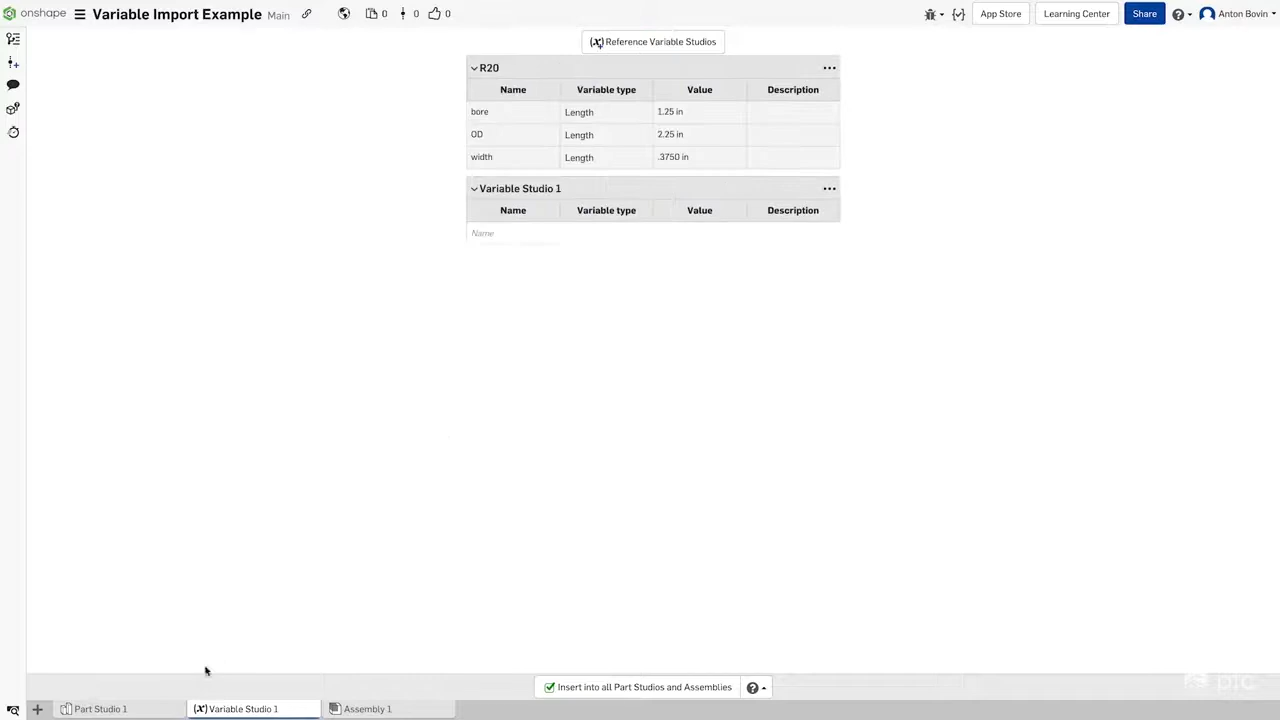 onshape Variable Import Example Main 0 0 0 App Store Learning Center Share Anton Bovin
(x) Reference Variable Studios
R20
Name Variable type Value Description
bore Length 1.25 in
OD Length 2.25 in
width Length .3750 in
Variable Studio 1
Name Variable type Value Description
Name
Insert into all Part Studios and Assemblies
ptc
Part Studio 1 (x) Variable Studio 1 Assembly 1